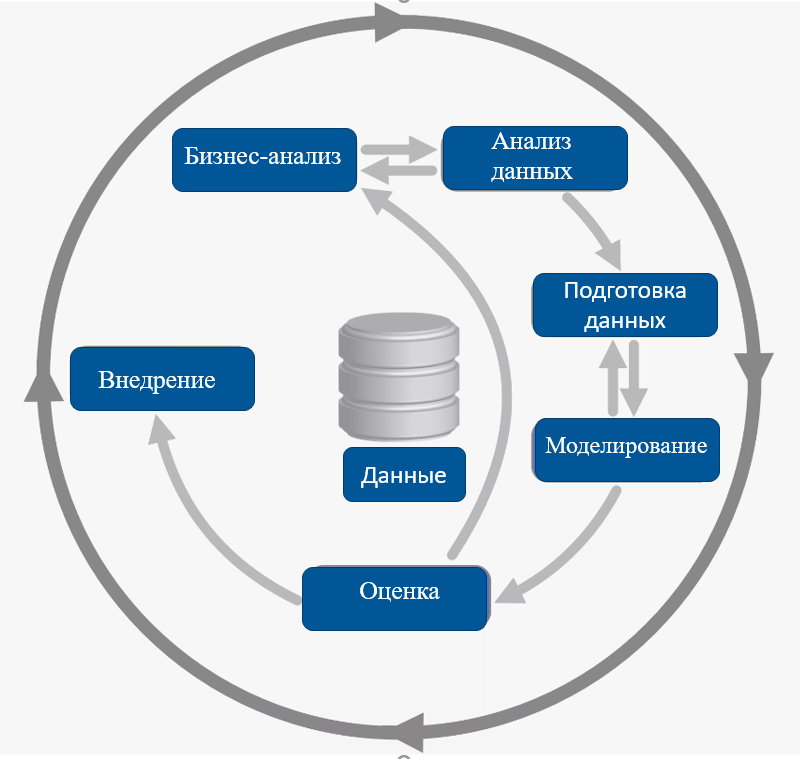 Бизнес-анализ
Анализ
данных
Подготовка
данных
Внедрение
Моделирование
Данные
Оценка